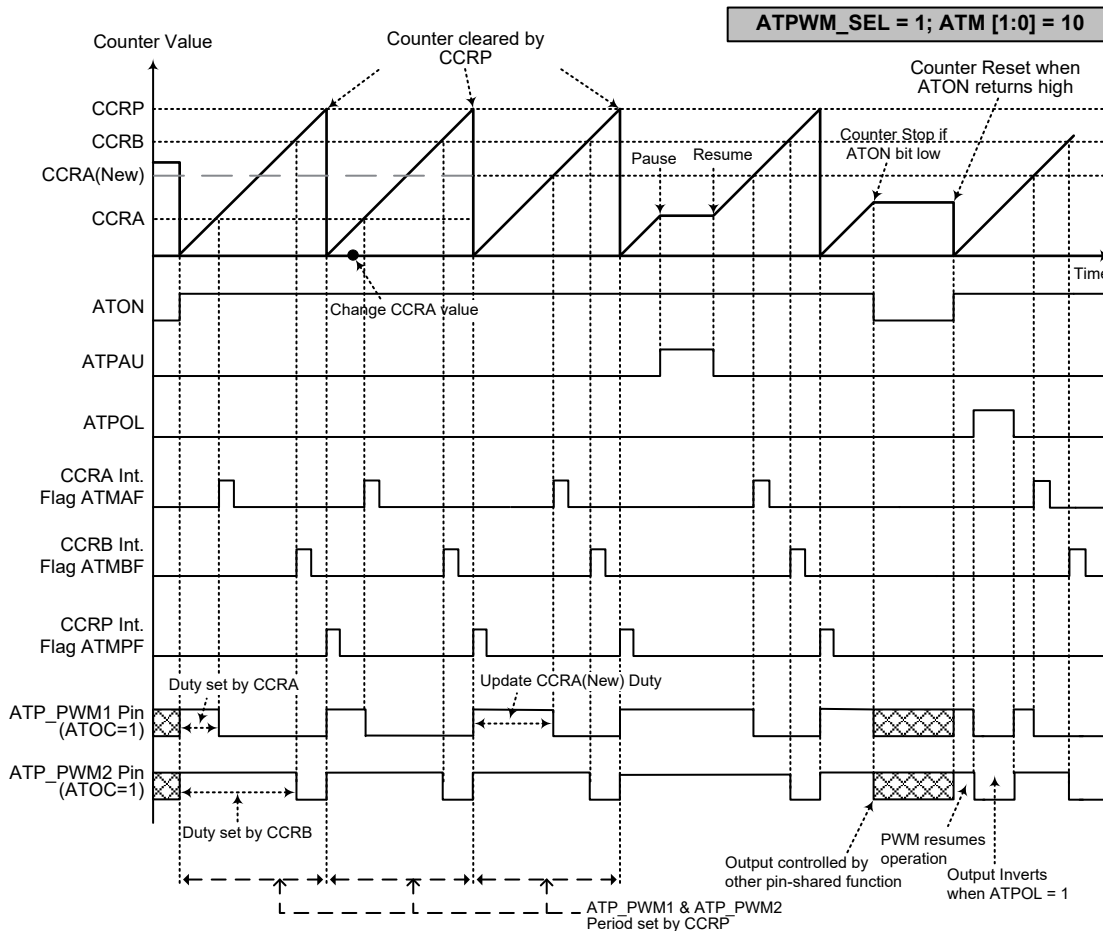 ATPWM_SEL = 1; ATM [1:0] = 10
Counter Value
Counter cleared by
CCRP
Counter Reset when
ATON returns high
CCRP
CCRB
Counter Stop if
ATON bit low
Pause
Resume
CCRA(New)
CCRA
Time
Change CCRA value
ATON
ATPAU
ATPOL
CCRA Int.
Flag ATMAF
CCRB Int.
Flag ATMBF
CCRP Int.
Flag ATMPF
Duty set by CCRA
Update CCRA(New) Duty
ATP_PWM1 Pin
(ATOC=1)
ATP_PWM2 Pin
(ATOC=1)
Duty set by CCRB
PWM resumes
operation
Output controlled by
other pin-shared function
Output Inverts
when ATPOL = 1
ATP_PWM1 & ATP_PWM2
Period set by CCRP